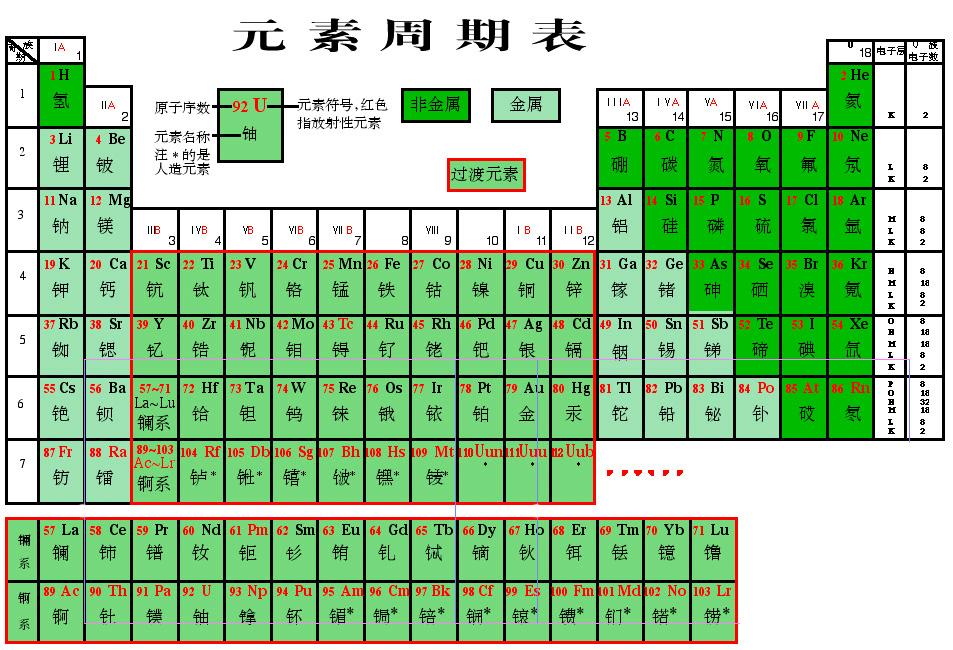 元素周期表
族
期
IA
1
18
电子层
族
电子数
1
1 H
氢
2 He
氦
K
2
IIA
2
原子序数
92 U
铀
元素符号,红色
指放射性元素
元素名称
注*的是
人造元素
非金属
金属
过渡元素
IIIA IVA VA VIA VIIA
13 14 15 16 17
2
3 Li 4 Be 5 B 6 C 7 N 8 O 9 F 10 Ne
锂 铍 硼 碳 氮 氧 氟 氖
L 8
K 2
3
11 Na 12 Mg 13 Al 14 Si 15 P 16 S 17 Cl 18 Ar
钠 镁 铝 硅 磷 硫 氯 氩
M 8
L 8
K 2
IIIB IVB VB VIB VIIB VIII IB IIB
3 4 5 6 7 8 9 10 11 12
4
19 K 20 Ca 21 Sc 22 Ti 23 V 24 Cr 25 Mn 26 Fe 27 Co 28 Ni 29 Cu 30 Zn 31 Ga 32 Ge 33 As 34 Se 35 Br 36 Kr
钾 钙 钪 钛 钒 铬 锰 铁 钴 镍 铜 锌 镓 锗 砷 硒 溴 氪
N 8
M 18
L 8
K 2
5
37 Rb 38 Sr 39 Y 40 Zr 41 Nb 42 Mo 43 Tc 44 Ru 45 Rh 46 Pd 47 Ag 48 Cd 49 In 50 Sn 51 Sb 52 Te 53 I 54 Xe
铷 锶 钇 锆 铌 钼 锝 钌 铑 钯 银 镉 铟 锡 锑 碲 碘 氙
O 8
N 18
M 18
L 8
K 2
6
55 Cs 56 Ba 57~71 72 Hf 73 Ta 74 W 75 Re 76 Os 77 Ir 78 Pt 79 Au 80 Hg 81 Tl 82 Pb 83 Bi 84 Po 85 At 86 Rn
La~Lu
铯 钡 镧系 铪 钽 钨 铼 锇 铱 铂 金 汞 铊 铅 铋 钋 砹 氡
P 8
O 18
N 32
M 18
L 8
K 2
7
87 Fr 88 Ra 89~103 104 Rf 105 Db 106 Sg 107 Bh 108 Hs 109 Mt 110Uun 111Uuu 112 Uub
Ac~Lr
钫 镭 锕系 𬬻* 𬭊* 𬭳* 𬭛* 𬭶* 鿏* * * *
镧系
57 La 58 Ce 59 Pr 60 Nd 61 Pm 62 Sm 63 Eu 64 Gd 65 Tb 66 Dy 67 Ho 68 Er 69 Tm 70 Yb 71 Lu
镧 铈 镨 钕 钷 钐 铕 钆 铽 镝 钬 铒 铥 镱 镥
锕系
89 Ac 90 Th 91 Pa 92 U 93 Np 94 Pu 95 Am 96 Cm 97 Bk 98 Cf 99 Es 100 Fm 101 Md 102 No 103 Lr
锕 钍 镤 铀 镎 钚 镅* 锔* 锫* 锎* 锿* 镄* 钔* 锘* 铹*